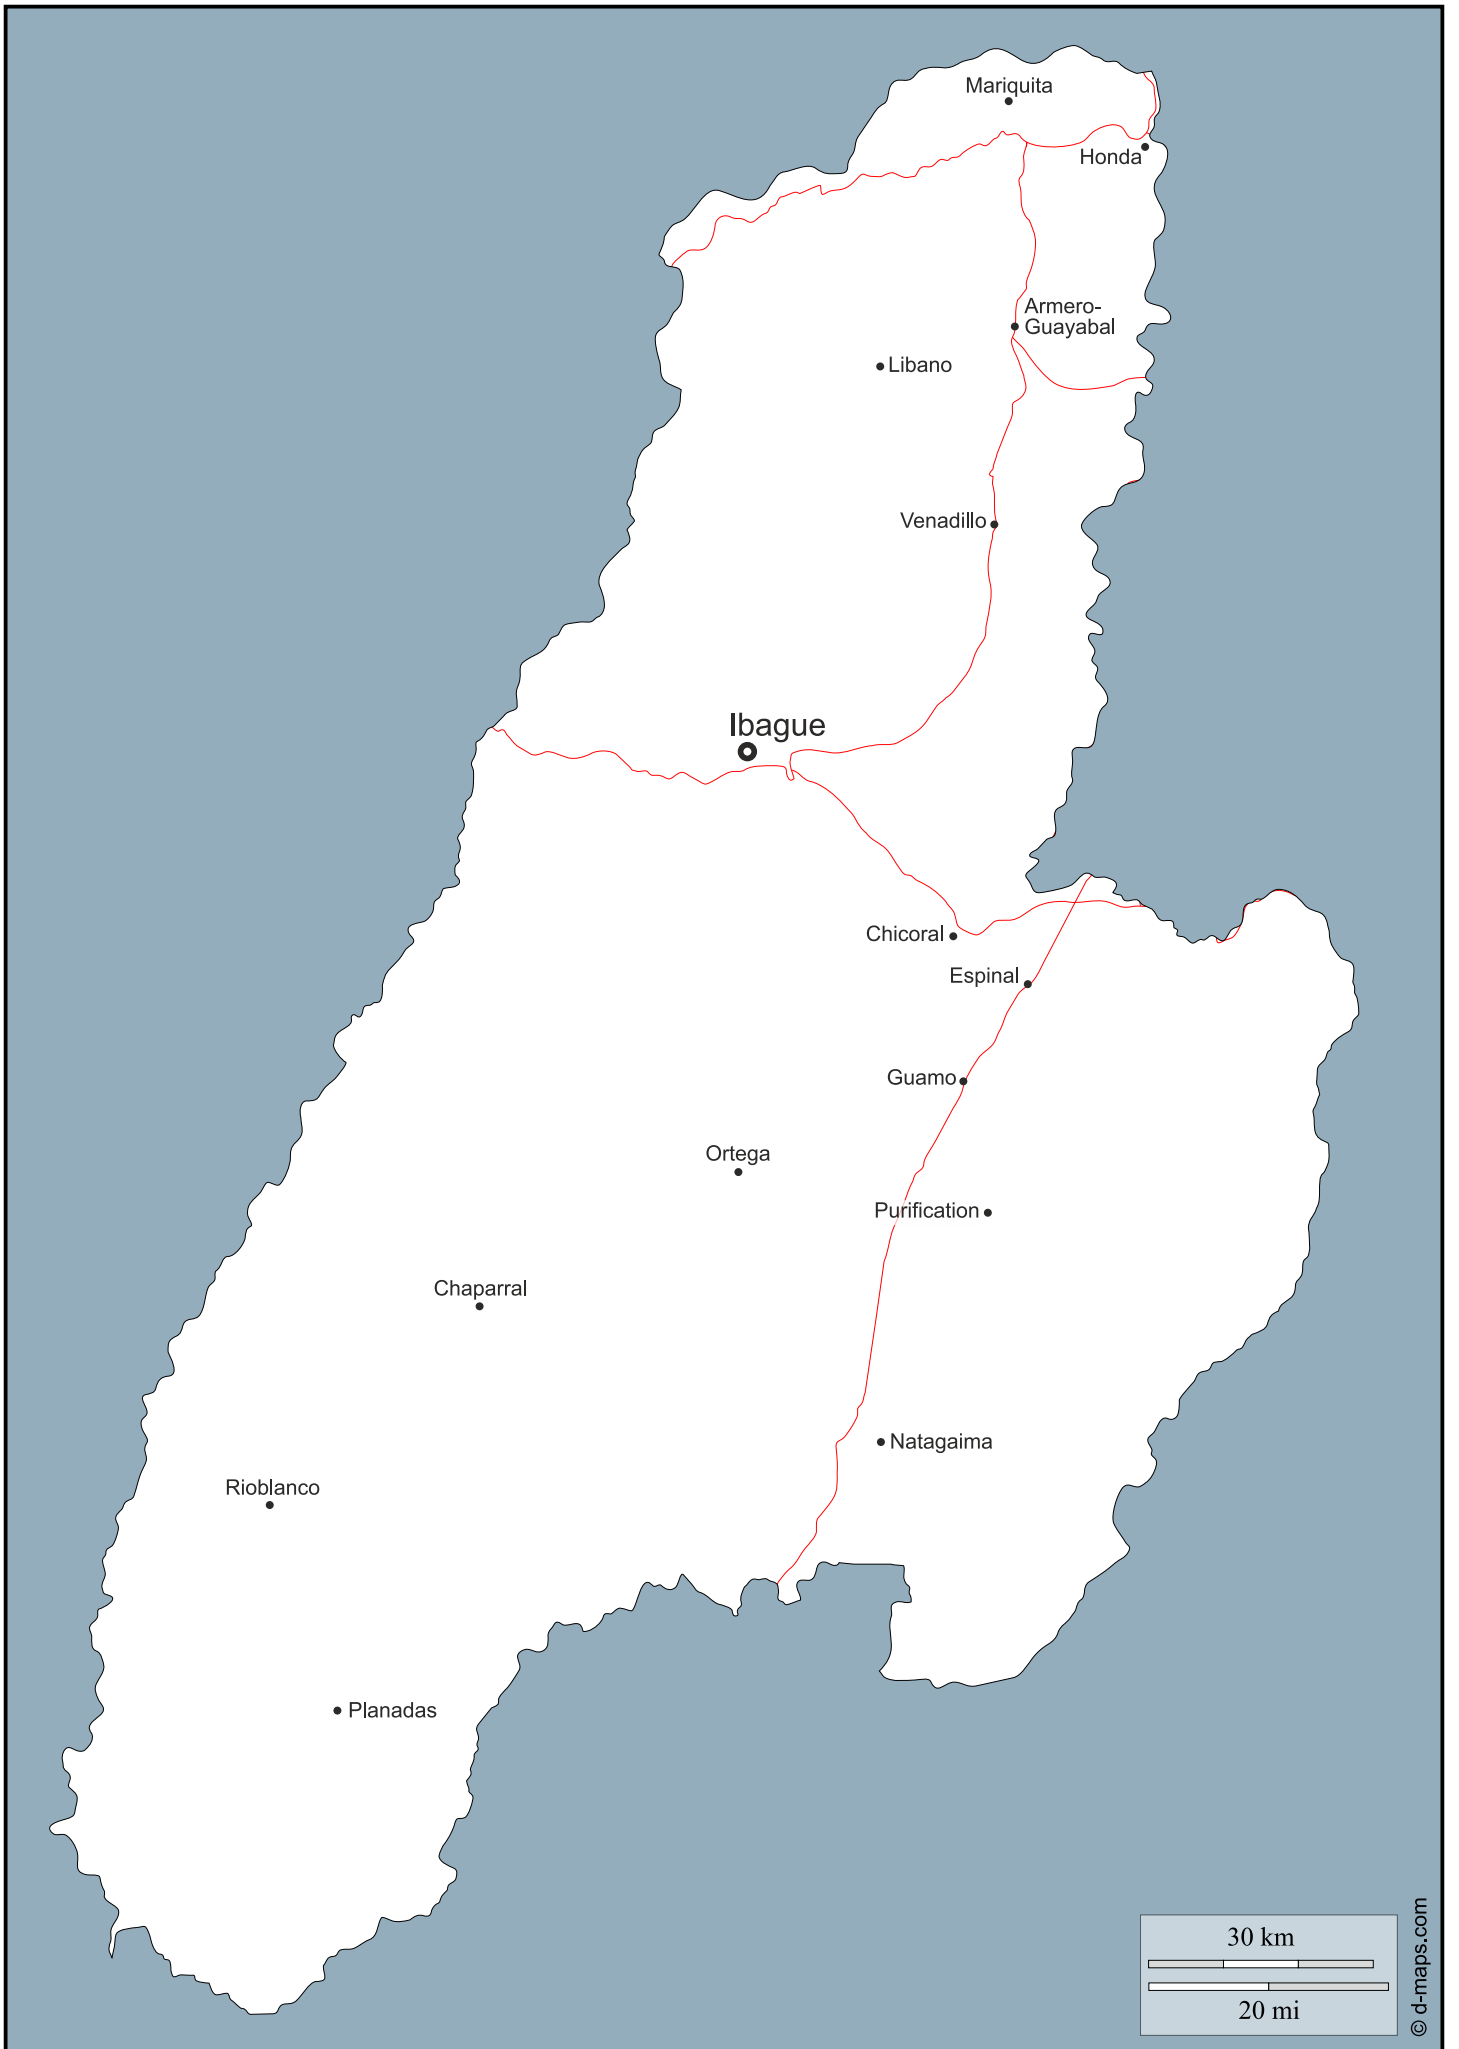 Mariquita
Honda
Armero-
Guayabal
Libano
Venadillo
Ibague
Chicoral
Espinal
Guamo
Ortega
Purification
Chaparral
Natagaima
Rioblanco
Planadas
30 km
20 mi
© d-maps.com